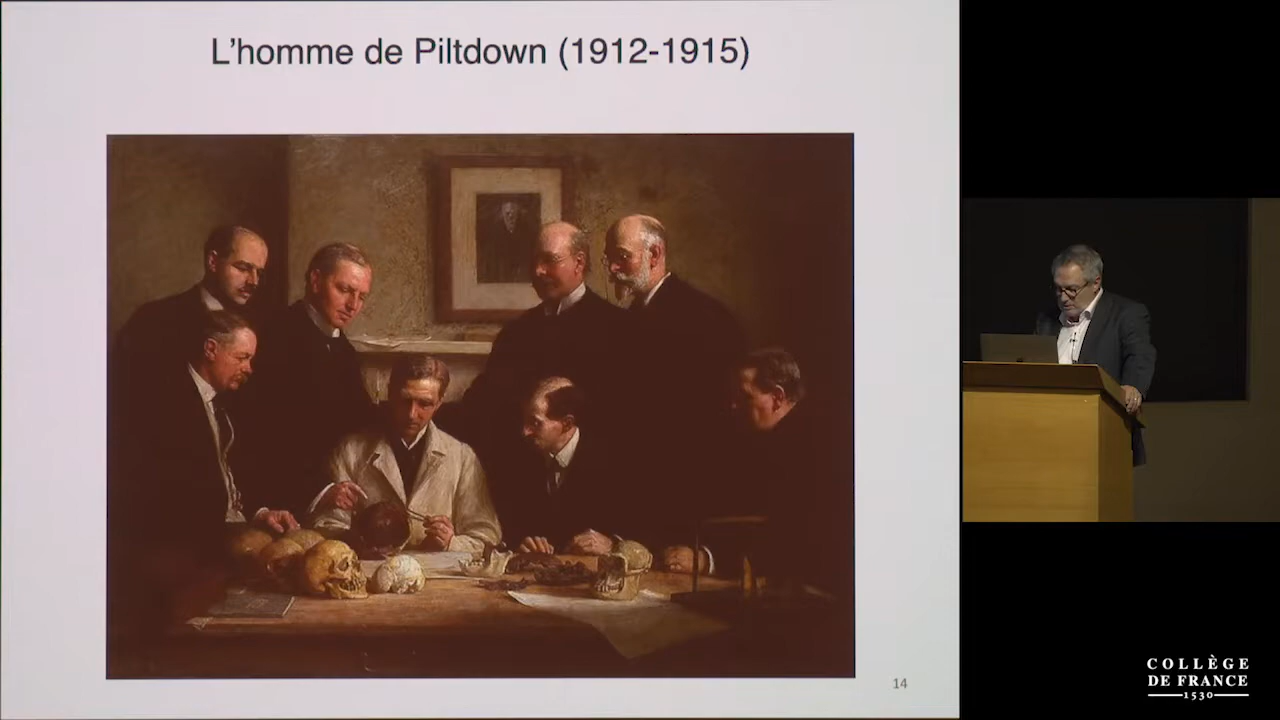 L'homme de Piltdown (1912-1915)
14
COLLÈGE
DE FRANCE
1530